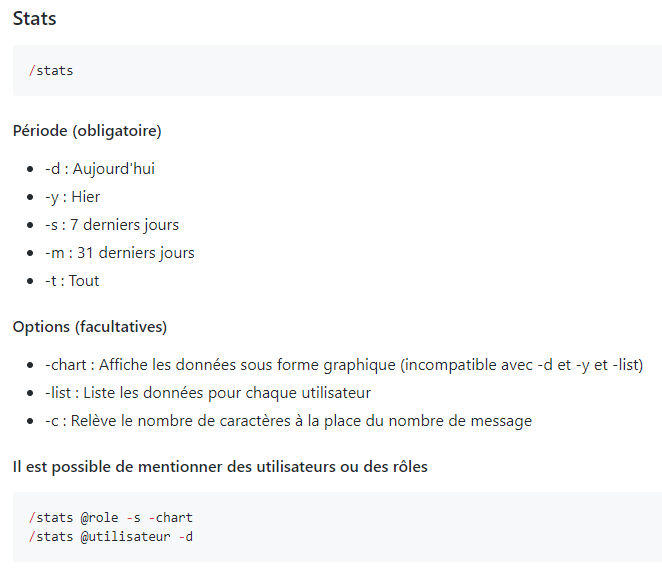 Stats
/stats
Période (obligatoire)
-d : Aujourd'hui
-y : Hier
-s : 7 derniers jours
-m : 31 derniers jours
-t : Tout
Options (facultatives)
-chart : Affiche les données sous forme graphique (incompatible avec -d et -y et -list)
-list : Liste les données pour chaque utilisateur
-c : Relève le nombre de caractères à la place du nombre de message
Il est possible de mentionner des utilisateurs ou des rôles
/stats @role -s -chart
/stats @utilisateur -d